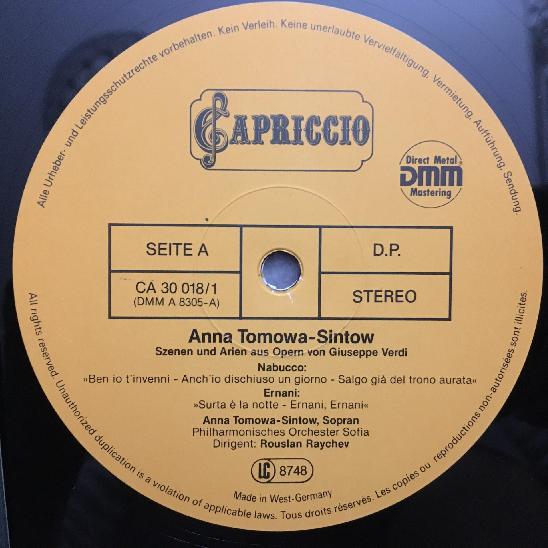 Alle Urheber- und Leistungsschutzrechte vorbehalten. Kein Verleih. Keine unerlaubte Vervielfältigung, Vermietung, Aufführung, Sendung.
CAPRICCIO
Direct Metal
DMM
Mastering
SEITE A
D.P.
CA 30 018/1
(DMM A 8305-A)
STEREO
Anna Tomowa-Sintow
Szenen und Arien aus Opern von Giuseppe Verdi
Nabucco:
»Ben io t'invenni - Anch'io dischiuso un giorno - Salgo già del trono aurata«
Ernani:
»Surta è la notte - Ernani, Ernani«
Anna Tomowa-Sintow, Sopran
Philharmonisches Orchester Sofia
Dirigent: Rouslan Raychev
LC 8748
Made in West-Germany
All rights reserved. Unauthorized duplication is a violation of applicable laws. Tous droits réservés. Les copies ou reproductions non-autorisées sont illicites.